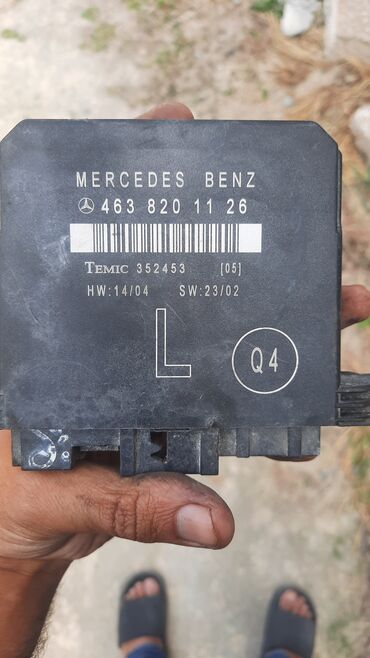 MERCEDES BENZ
463 820 11 26
TEMIC 352453 [05]
HW:14/04 SW:23/02
L
Q4